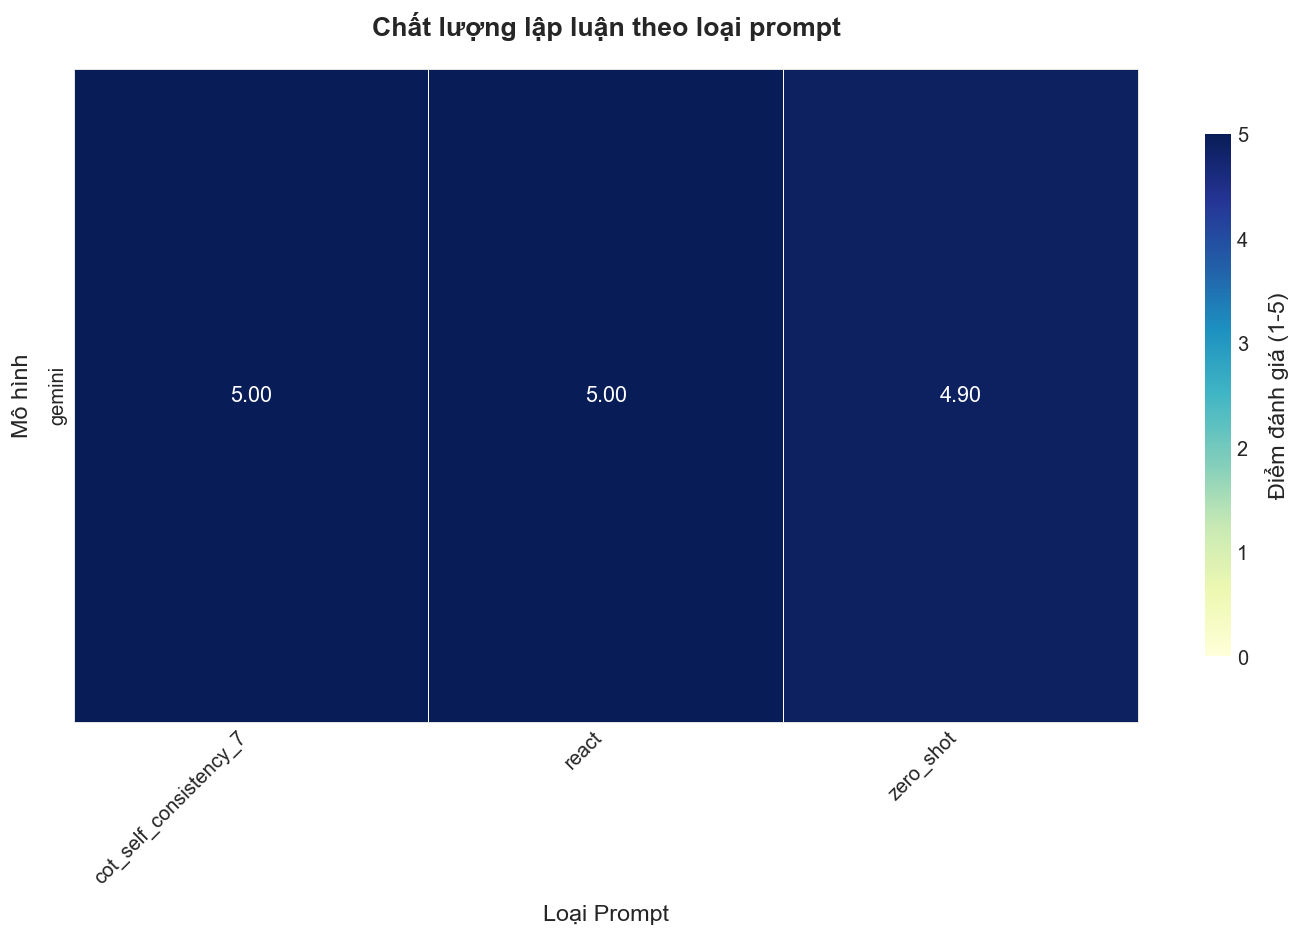 Chất lượng lập luận theo loại prompt
Mô hình
gemini
5.00
5.00
4.90
cot_self_consistency_7
react
zero_shot
Loại Prompt
5
4
3
2
1
0
Điểm đánh giá (1-5)